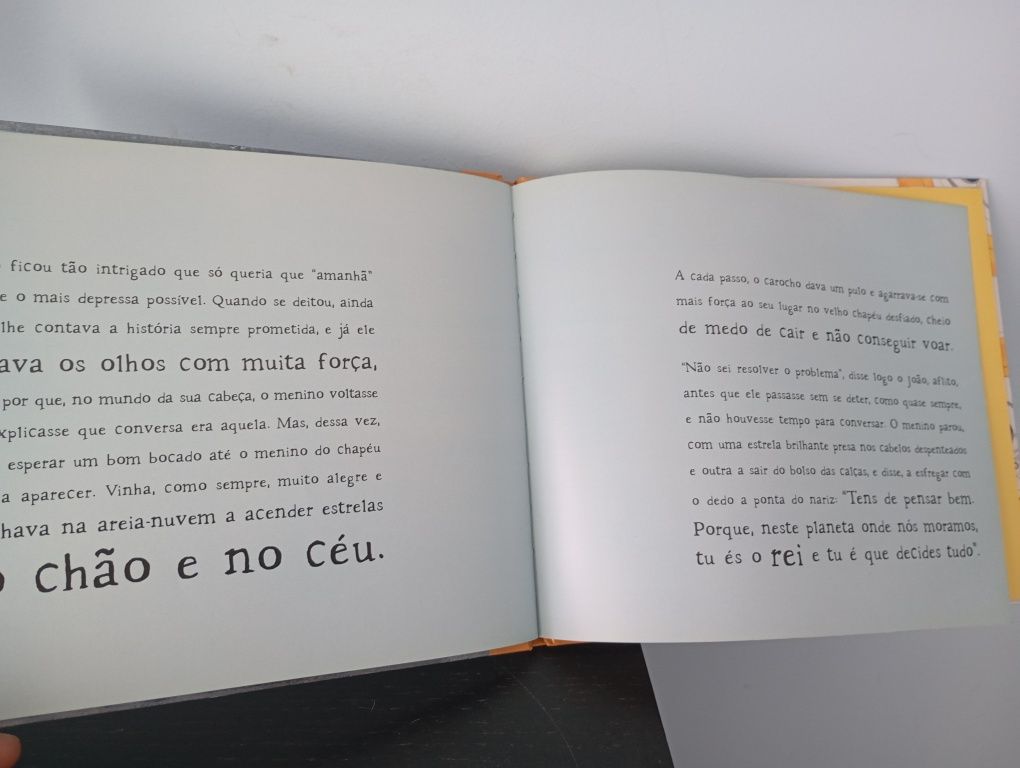 ficou tão intrigado que só queria que "amanhã"
e o mais depressa possível. Quando se deitou, ainda
lhe contava a história sempre prometida, e já ele
ava os olhos com muita força,
por que, no mundo da sua cabeça, o menino voltasse
xplicasse que conversa era aquela. Mas, dessa vez,
esperar um bom bocado até o menino do chapéu
a aparecer. Vinha, como sempre, muito alegre e
hava na areia-nuvem a acender estrelas
o chão e no céu.
A cada passo, o carocho dava um pulo e agarrava-se com
mais força ao seu lugar no velho chapéu desfiado, cheio
de medo de cair e não conseguir voar.
"Não sei resolver o problema", disse logo o João, aflito,
antes que ele passasse sem se deter, como quase sempre,
e não houvesse tempo para conversar. O menino parou,
com uma estrela brilhante presa nos cabelos despenteados
e outra a sair do bolso das calças, e disse, a esfregar com
o dedo a ponta do nariz: "Tens de pensar bem.
Porque, neste planeta onde nós moramos,
tu és o rei e tu é que decides tudo".